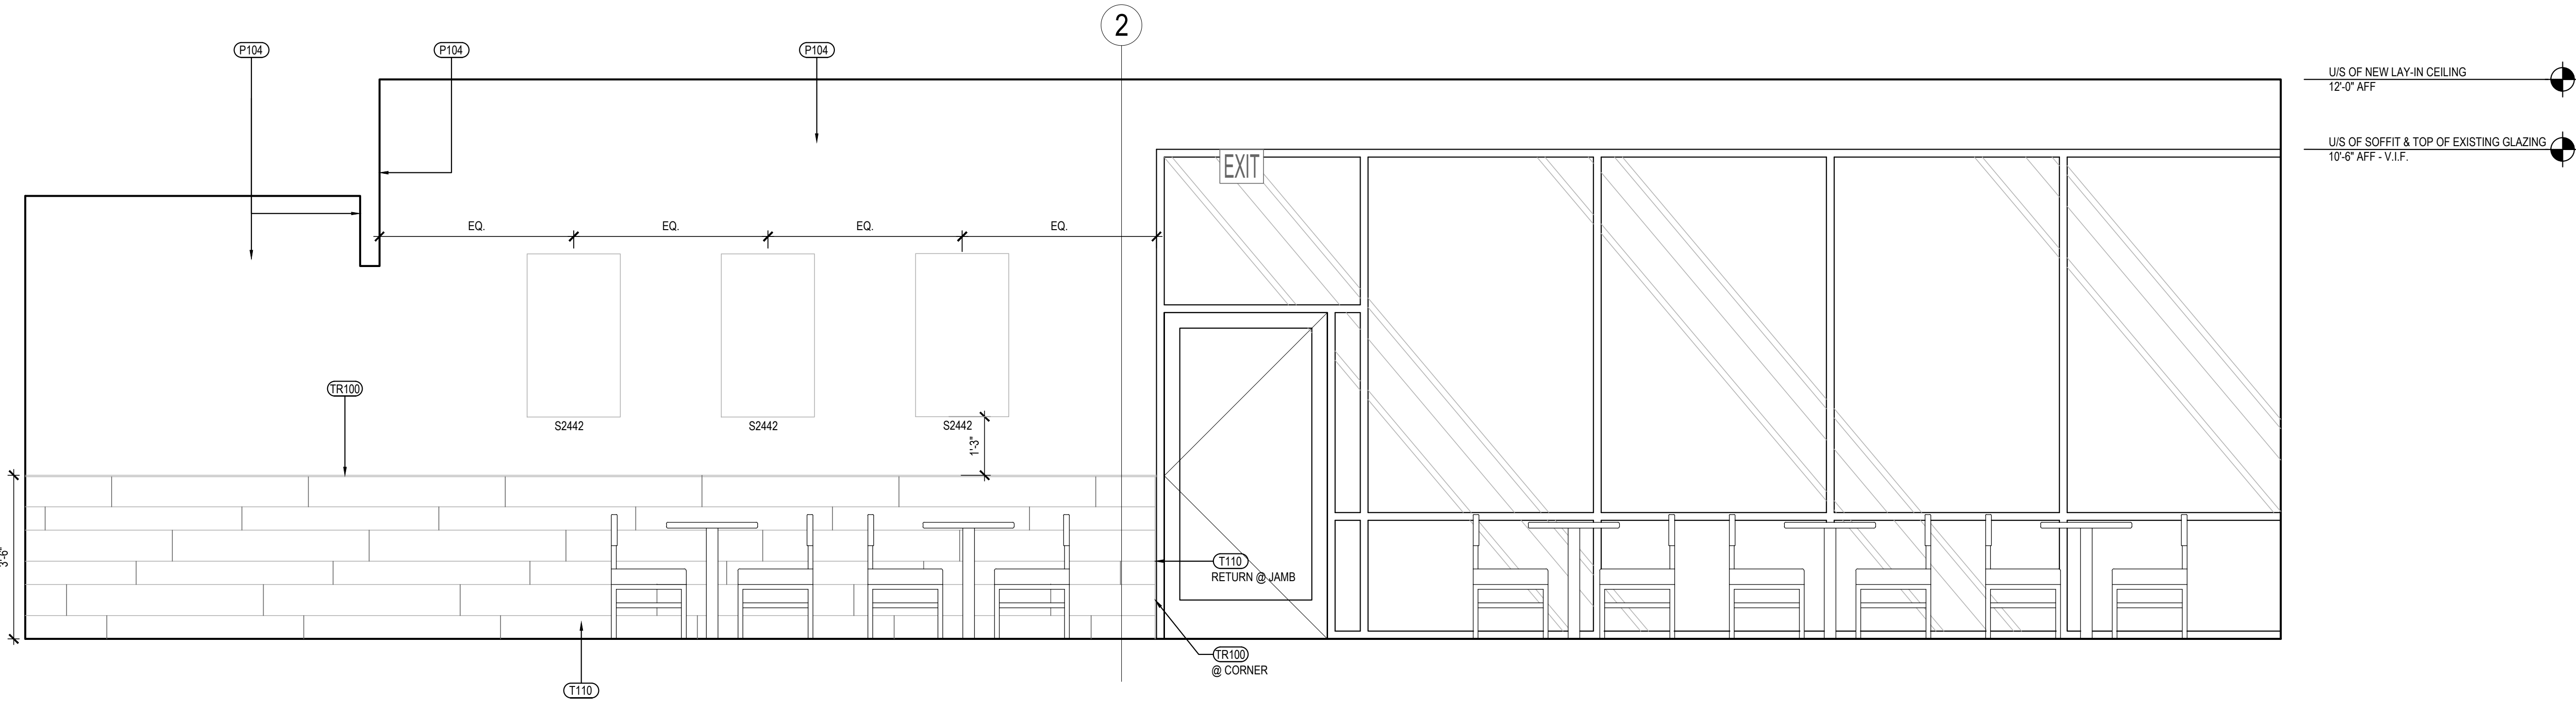 2
P104
P104
P104
U/S OF NEW LAY-IN CEILING
12'-0" AFF
U/S OF SOFFIT & TOP OF EXISTING GLAZING
10'-6" AFF - V.I.F.
EXIT
EQ.
EQ.
EQ.
EQ.
TR100
S2442
S2442
S2442
1'-3"
3'-6"
T110
RETURN @ JAMB
TR100
@ CORNER
T110